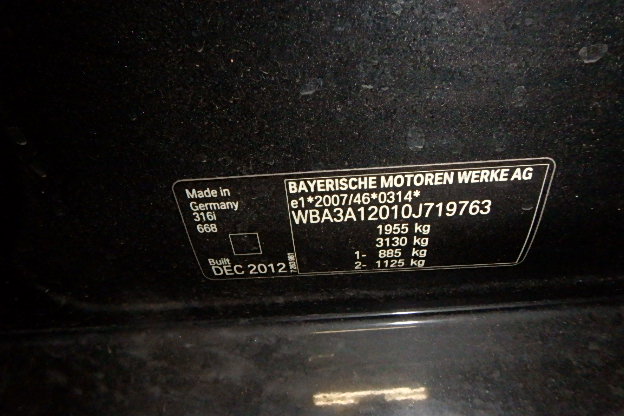 Made in
Germany
316i
668
Built
DEC 2012
BAYERISCHE MOTOREN WERKE AG
e1*2007/46*0314*
WBA3A12010J719763
1955 kg
3130 kg
1- 885 kg
2- 1125 kg